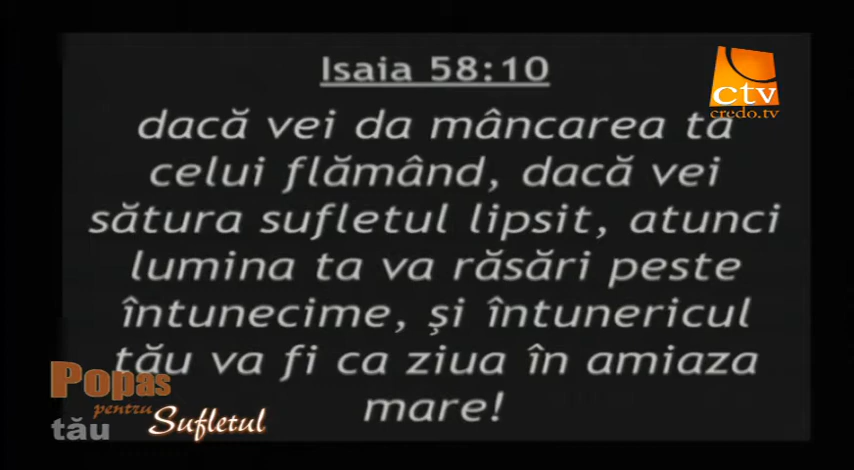 Isaia 58:10
ctv
credo.tv
dacă vei da mâncarea ta
celui flămând, dacă vei
sătura sufletul lipsit, atunci
lumina ta va răsări peste
întunecime, şi întunericul
tău va fi ca ziua în amiaza
mare!
Popas
pentru
Sufletul
tău